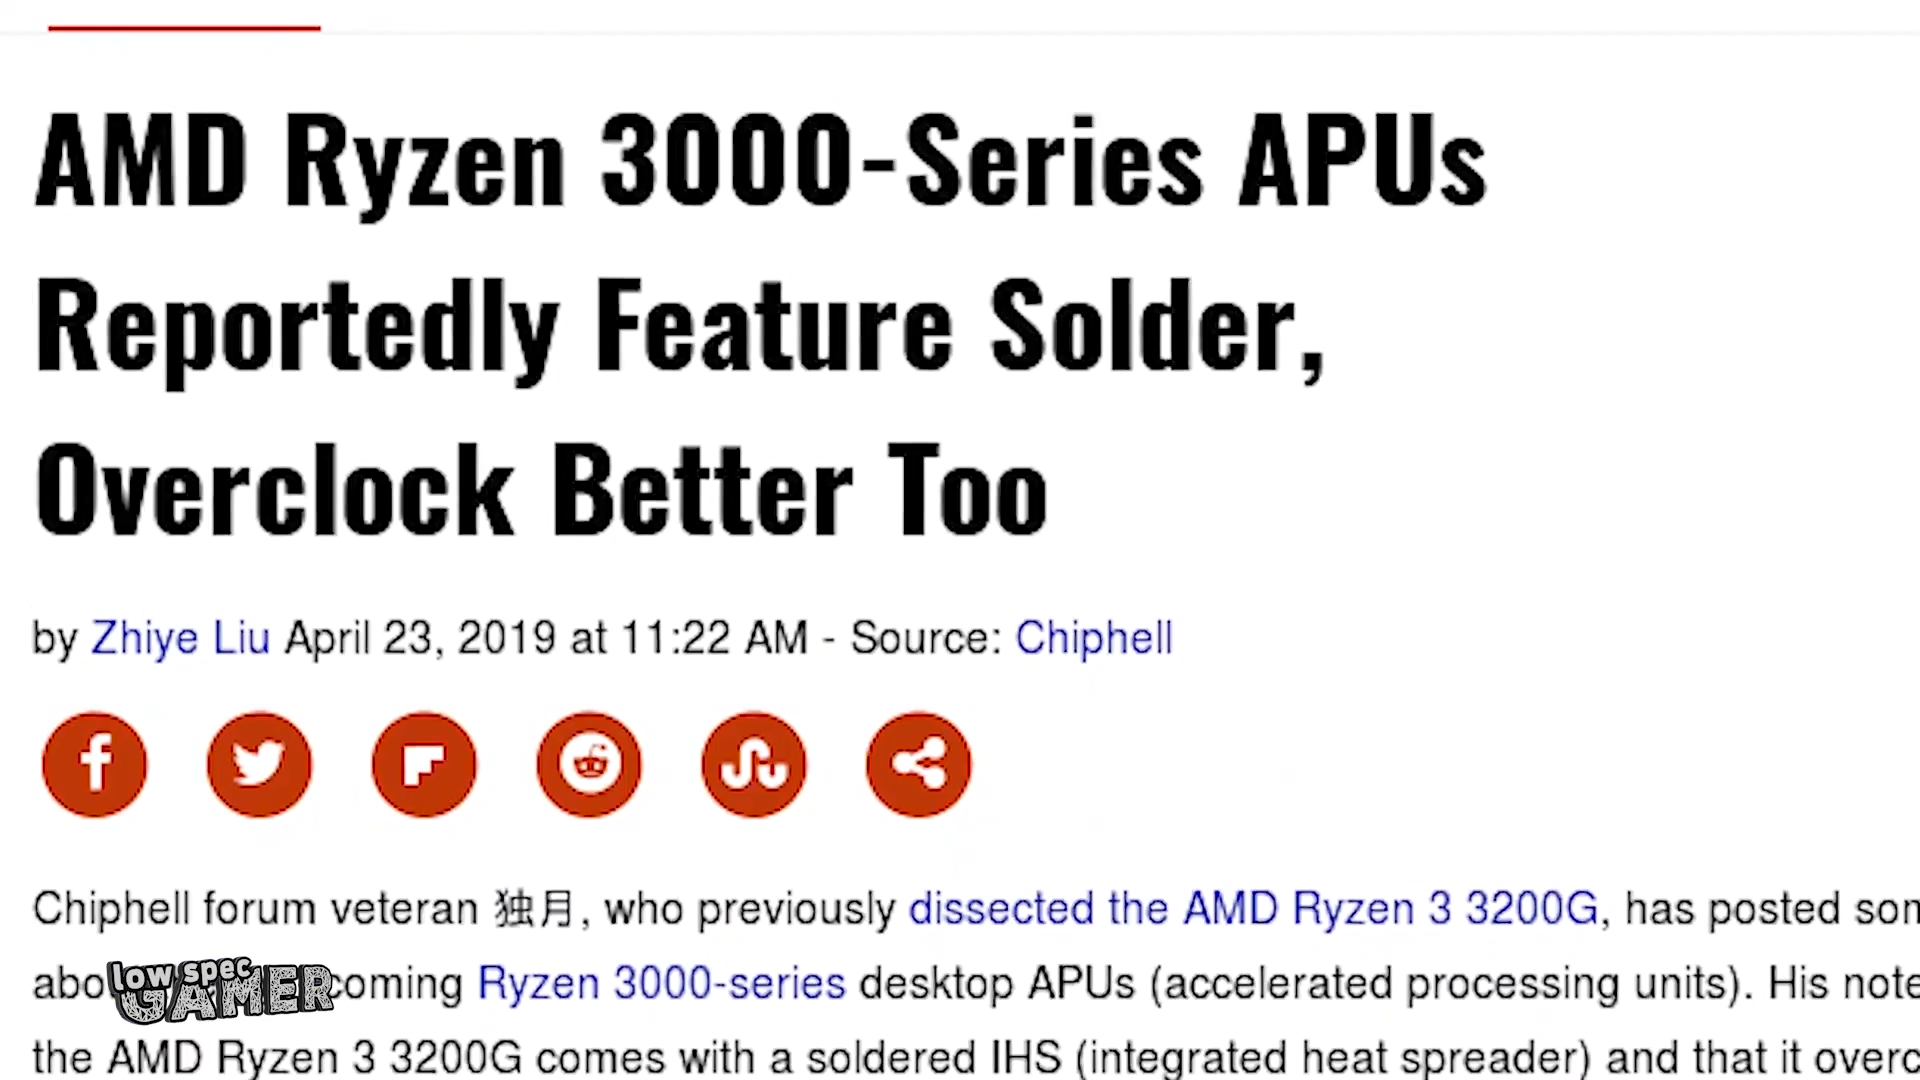 AMD Ryzen 3000-Series APUs
Reportedly Feature Solder,
Overclock Better Too
by Zhiye Liu April 23, 2019 at 11:22 AM - Source: Chiphell
Chiphell forum veteran 独月, who previously dissected the AMD Ryzen 3 3200G, has posted som
abo coming Ryzen 3000-series desktop APUs (accelerated processing units). His note
low spec
GAMER
the AMD Ryzen 3 3200G comes with a soldered IHS (integrated heat spreader) and that it overc